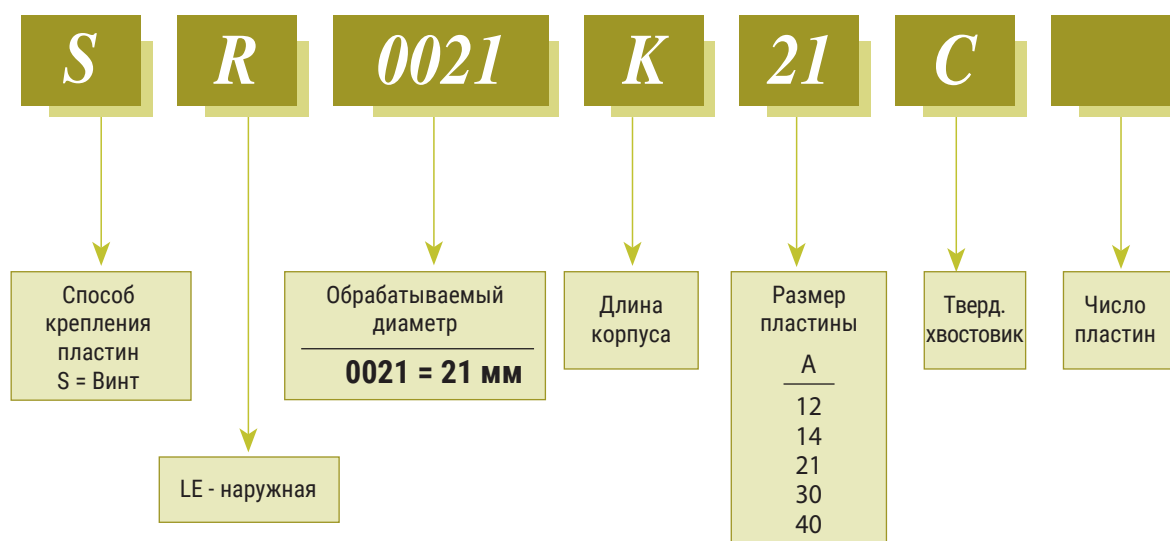 S R 0021 K 21 C
Способ
крепления
пластин
S = Винт
LE - наружная
Обрабатываемый
диаметр
0021 = 21 мм
Длина
корпуса
Размер
пластины
A
12
14
21
30
40
Тверд.
хвостовик
Число
пластин